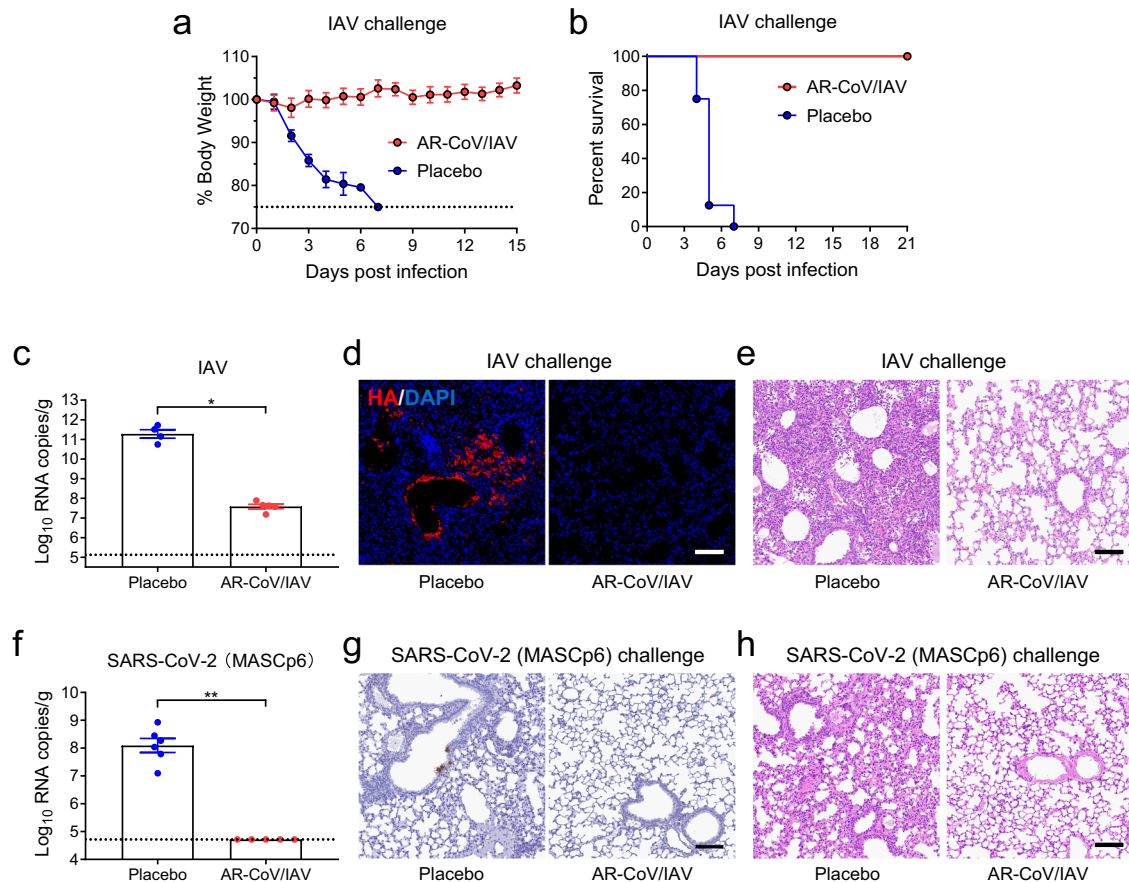 a
IAV challenge
% Body Weight
110
100
90
80
70
0 3 6 9 12 15
Days post infection
AR-CoV/IAV
Placebo
b
IAV challenge
Percent survival
100
80
60
40
20
0
0 3 6 9 12 15 18 21
Days post infection
AR-CoV/IAV
Placebo
c
IAV
*
Log10 RNA copies/g
13
12
11
10
9
8
7
6
5
Placebo AR-CoV/IAV
d
IAV challenge
HA/DAPI
Placebo AR-CoV/IAV
e
IAV challenge
Placebo AR-CoV/IAV
f
SARS-CoV-2（MASCp6）
**
Log10 RNA copies/g
10
9
8
7
6
5
4
Placebo AR-CoV/IAV
g
SARS-CoV-2 (MASCp6) challenge
Placebo AR-CoV/IAV
h
SARS-CoV-2 (MASCp6) challenge
Placebo AR-CoV/IAV